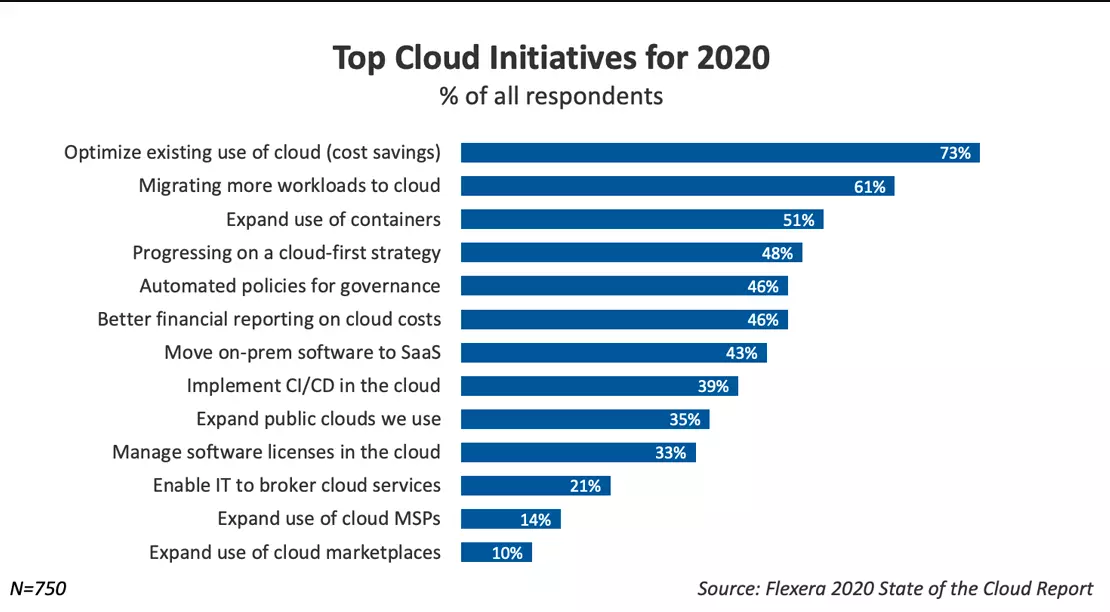 Top Cloud Initiatives for 2020
% of all respondents
Optimize existing use of cloud (cost savings) 73%
Migrating more workloads to cloud 61%
Expand use of containers 51%
Progressing on a cloud-first strategy 48%
Automated policies for governance 46%
Better financial reporting on cloud costs 46%
Move on-prem software to SaaS 43%
Implement CI/CD in the cloud 39%
Expand public clouds we use 35%
Manage software licenses in the cloud 33%
Enable IT to broker cloud services 21%
Expand use of cloud MSPs 14%
Expand use of cloud marketplaces 10%
N=750
Source: Flexera 2020 State of the Cloud Report